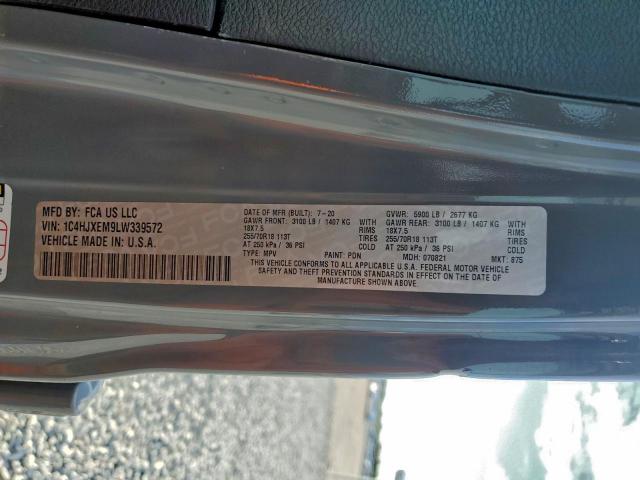 MFD BY: FCA US LLC
VIN: 1C4HJXEM9LW339572
VEHICLE MADE IN: U.S.A.
DATE OF MFR (BUILT): 7-20
GAWR FRONT: 3100 LB / 1407 KG
18X7.5 RIMS
255/70R18 113T TIRES
AT 250 kPa / 36 PSI COLD
TYPE: MPV PAINT: PDN
GVWR: 5900 LB / 2677 KG
GAWR REAR: 3100 LB / 1407 KG
18X7.5 RIMS
255/70R18 113T TIRES
AT 250 kPa / 36 PSI COLD
MDH: 070821 MKT: 875
THIS VEHICLE CONFORMS TO ALL APPLICABLE U.S.A. FEDERAL MOTOR VEHICLE
SAFETY AND THEFT PREVENTION STANDARDS IN EFFECT ON THE DATE OF
MANUFACTURE SHOWN ABOVE